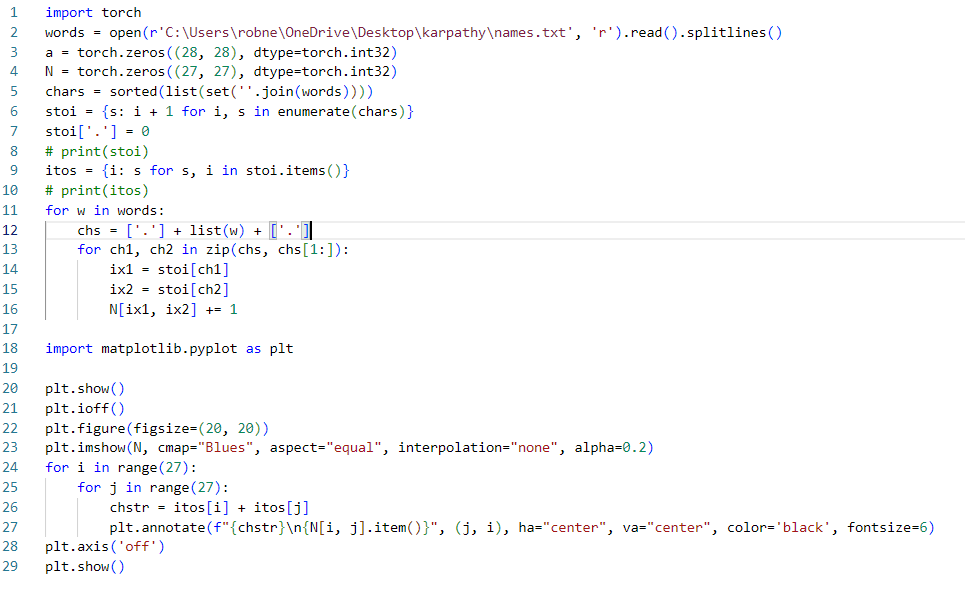 1 import torch
2 words = open(r'C:\Users\robne\OneDrive\Desktop\karpathy\names.txt', 'r').read().splitlines()
3 a = torch.zeros((28, 28), dtype=torch.int32)
4 N = torch.zeros((27, 27), dtype=torch.int32)
5 chars = sorted(list(set(''.join(words))))
6 stoi = {s: i + 1 for i, s in enumerate(chars)}
7 stoi['.'] = 0
8 # print(stoi)
9 itos = {i: s for s, i in stoi.items()}
10 # print(itos)
11 for w in words:
12     chs = ['.'] + list(w) + ['.']
13     for ch1, ch2 in zip(chs, chs[1:]):
14         ix1 = stoi[ch1]
15         ix2 = stoi[ch2]
16         N[ix1, ix2] += 1
17
18 import matplotlib.pyplot as plt
19
20 plt.show()
21 plt.ioff()
22 plt.figure(figsize=(20, 20))
23 plt.imshow(N, cmap="Blues", aspect="equal", interpolation="none", alpha=0.2)
24 for i in range(27):
25     for j in range(27):
26         chstr = itos[i] + itos[j]
27         plt.annotate(f"{chstr}\n{N[i, j].item()}", (j, i), ha="center", va="center", color='black', fontsize=6)
28 plt.axis('off')
29 plt.show()